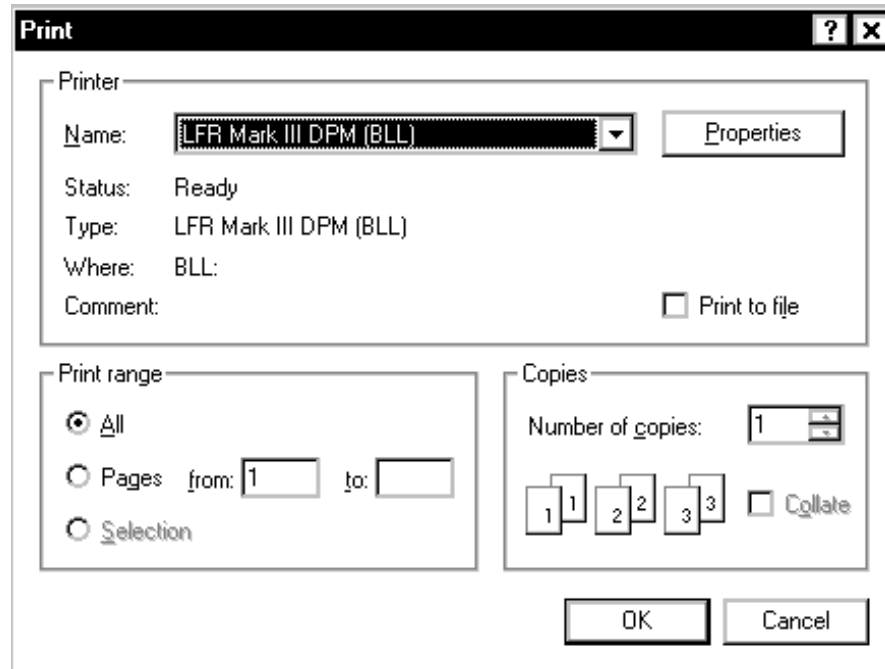 Print
Printer
Name: LFR Mark III DPM (BLL) Properties
Status: Ready
Type: LFR Mark III DPM (BLL)
Where: BLL:
Comment: Print to file
Print range
All
Pages from: 1 to:
Selection
Copies
Number of copies: 1
1 1 2 2 3 3 Collate
OK Cancel